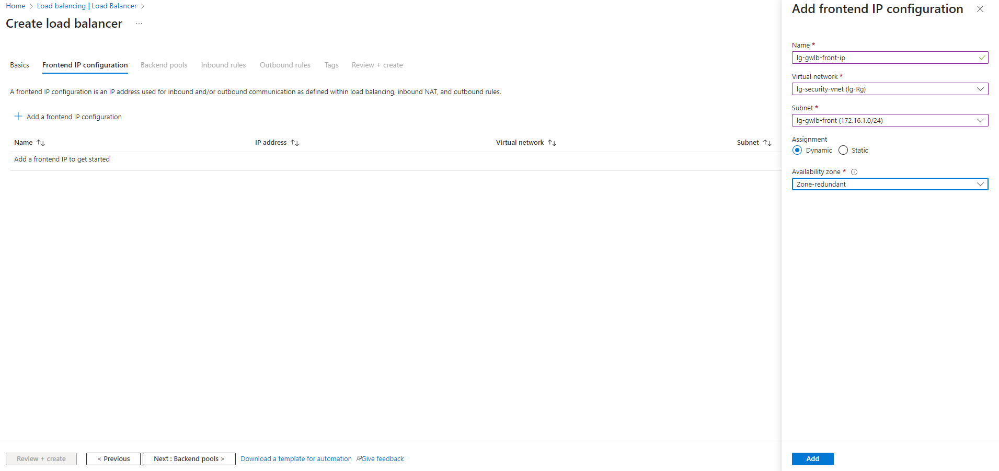 Home > Load balancing | Load Balancer >
Create load balancer ...
Basics Frontend IP configuration Backend pools Inbound rules Outbound rules Tags Review + create
A frontend IP configuration is an IP address used for inbound and/or outbound communication as defined within load balancing, inbound NAT, and outbound rules.
+ Add a frontend IP configuration
Name ↑↓ IP address ↑↓ Virtual network ↑↓ Subnet ↑↓
Add a frontend IP to get started
Review + create < Previous Next : Backend pools > Download a template for automation Give feedback
Add frontend IP configuration
Name *
lg-gwlb-front-ip
Virtual network *
lg-security-vnet (lg-Rg)
Subnet *
lg-gwlb-front (172.16.1.0/24)
Assignment
Dynamic Static
Availability zone *
Zone-redundant
Add